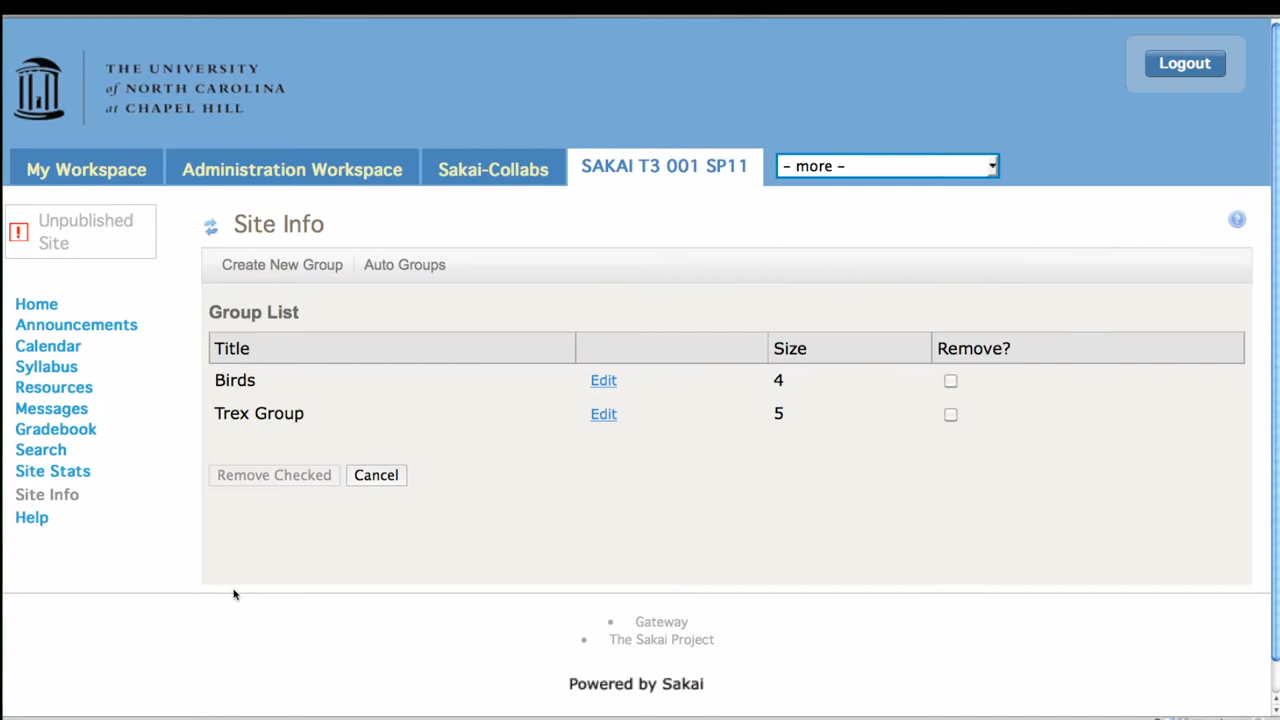 THE UNIVERSITY
of NORTH CAROLINA
at CHAPEL HILL
Logout
My Workspace
Administration Workspace
Sakai-Collabs
SAKAI T3 001 SP11
- more -
!
Unpublished
Site
Site Info
?
Create New Group
Auto Groups
Home
Announcements
Calendar
Syllabus
Resources
Messages
Gradebook
Search
Site Stats
Site Info
Help
Group List
Title Size Remove?
Birds Edit 4
Trex Group Edit 5
Remove Checked Cancel
• Gateway
• The Sakai Project
Powered by Sakai